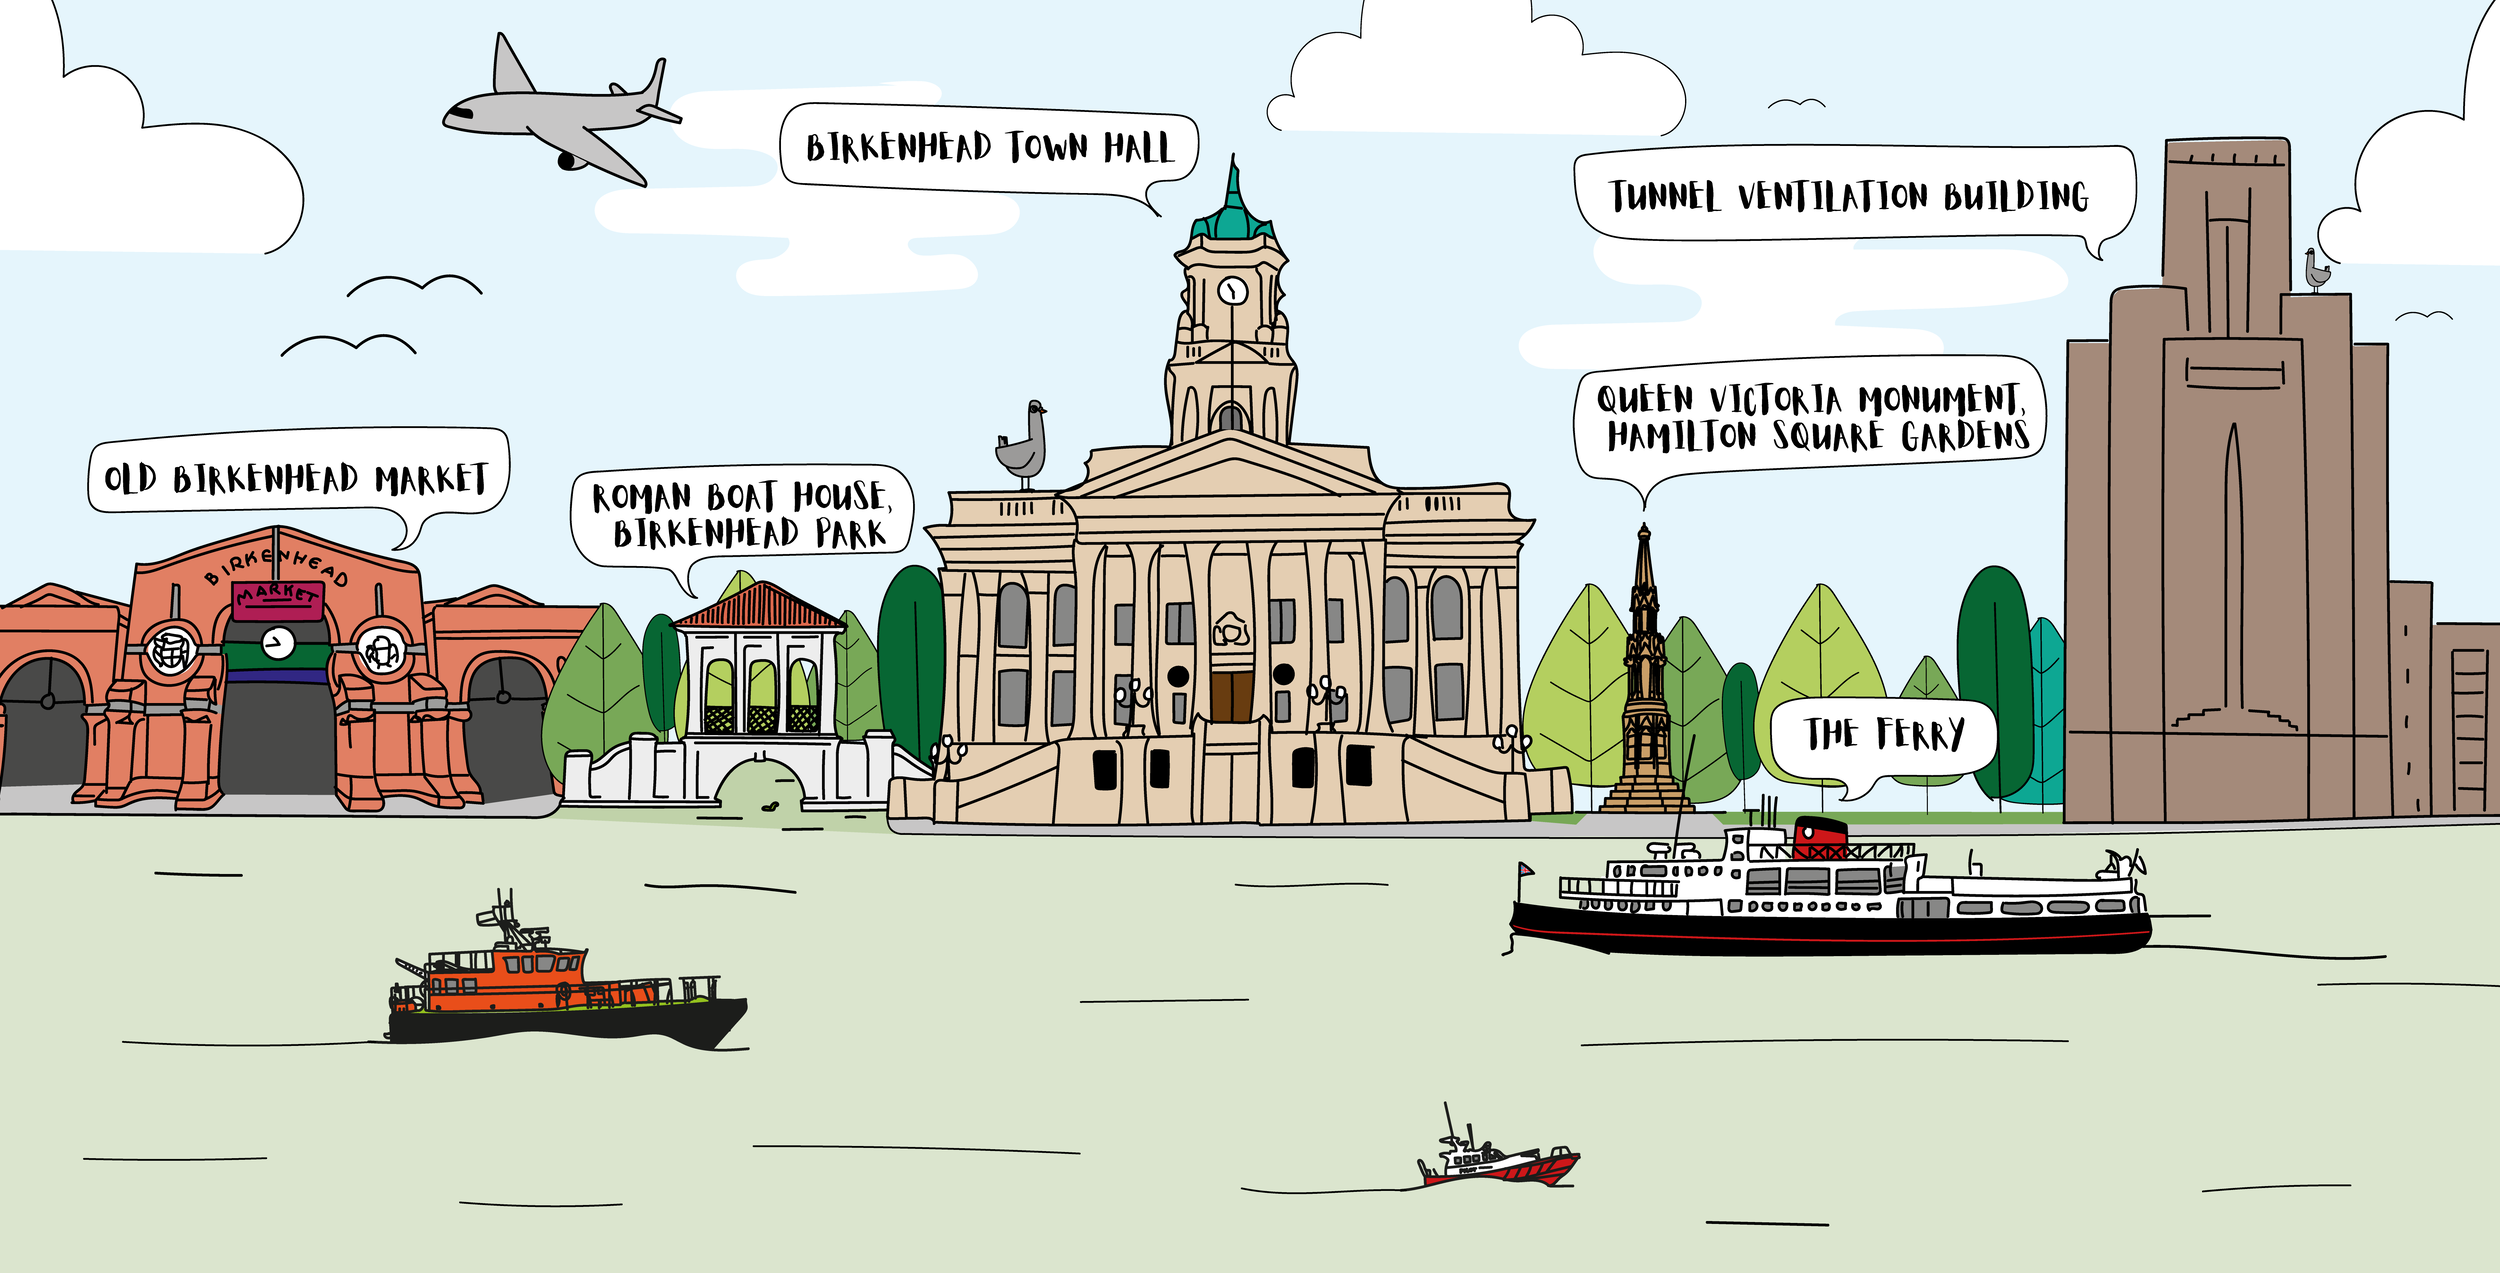 BIRKENHEAD TOWN HALL
TUNNEL VENTILATION BUILDING
QUEEN VICTORIA MONUMENT,
HAMILTON SQUARE GARDENS
OLD BIRKENHEAD MARKET
ROMAN BOAT HOUSE,
BIRKENHEAD PARK
BIRKENHEAD
MARKET
THE FERRY
PILOT